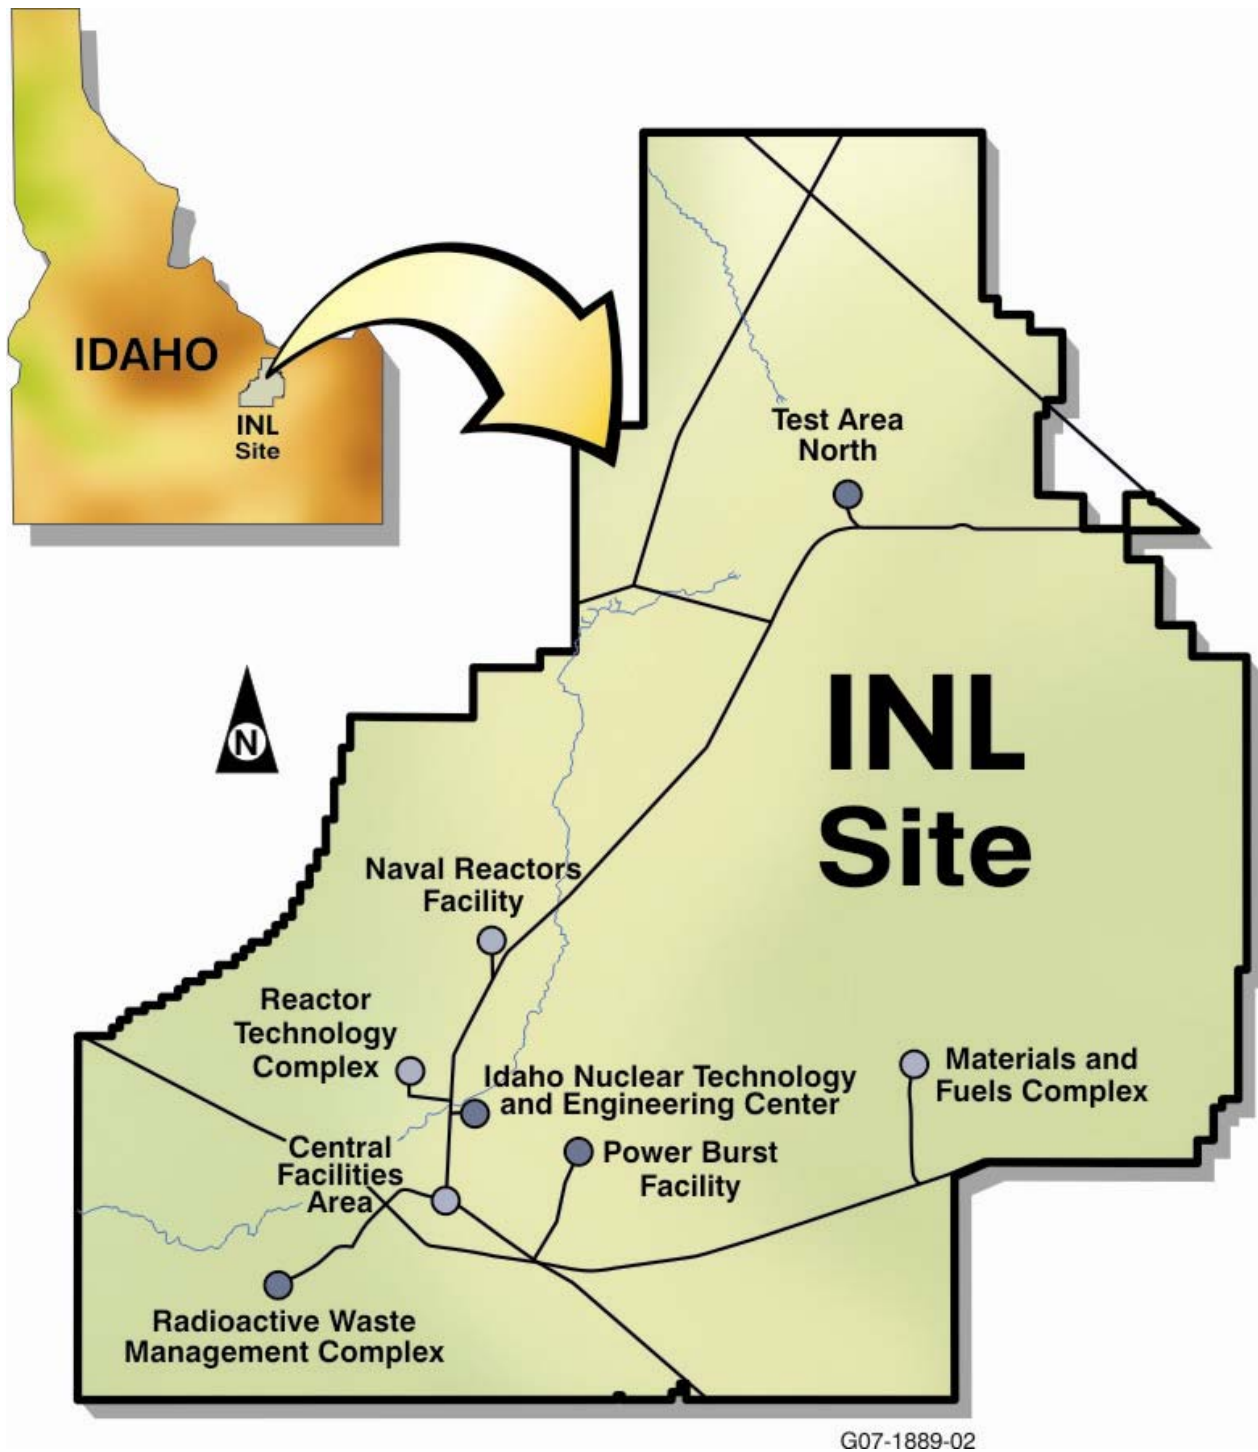 IDAHO
INL
Site
Test Area
North
N
INL
Site
Naval Reactors
Facility
Reactor
Technology
Complex
Idaho Nuclear Technology
and Engineering Center
Materials and
Fuels Complex
Central
Facilities
Area
Power Burst
Facility
Radioactive Waste
Management Complex
G07-1889-02